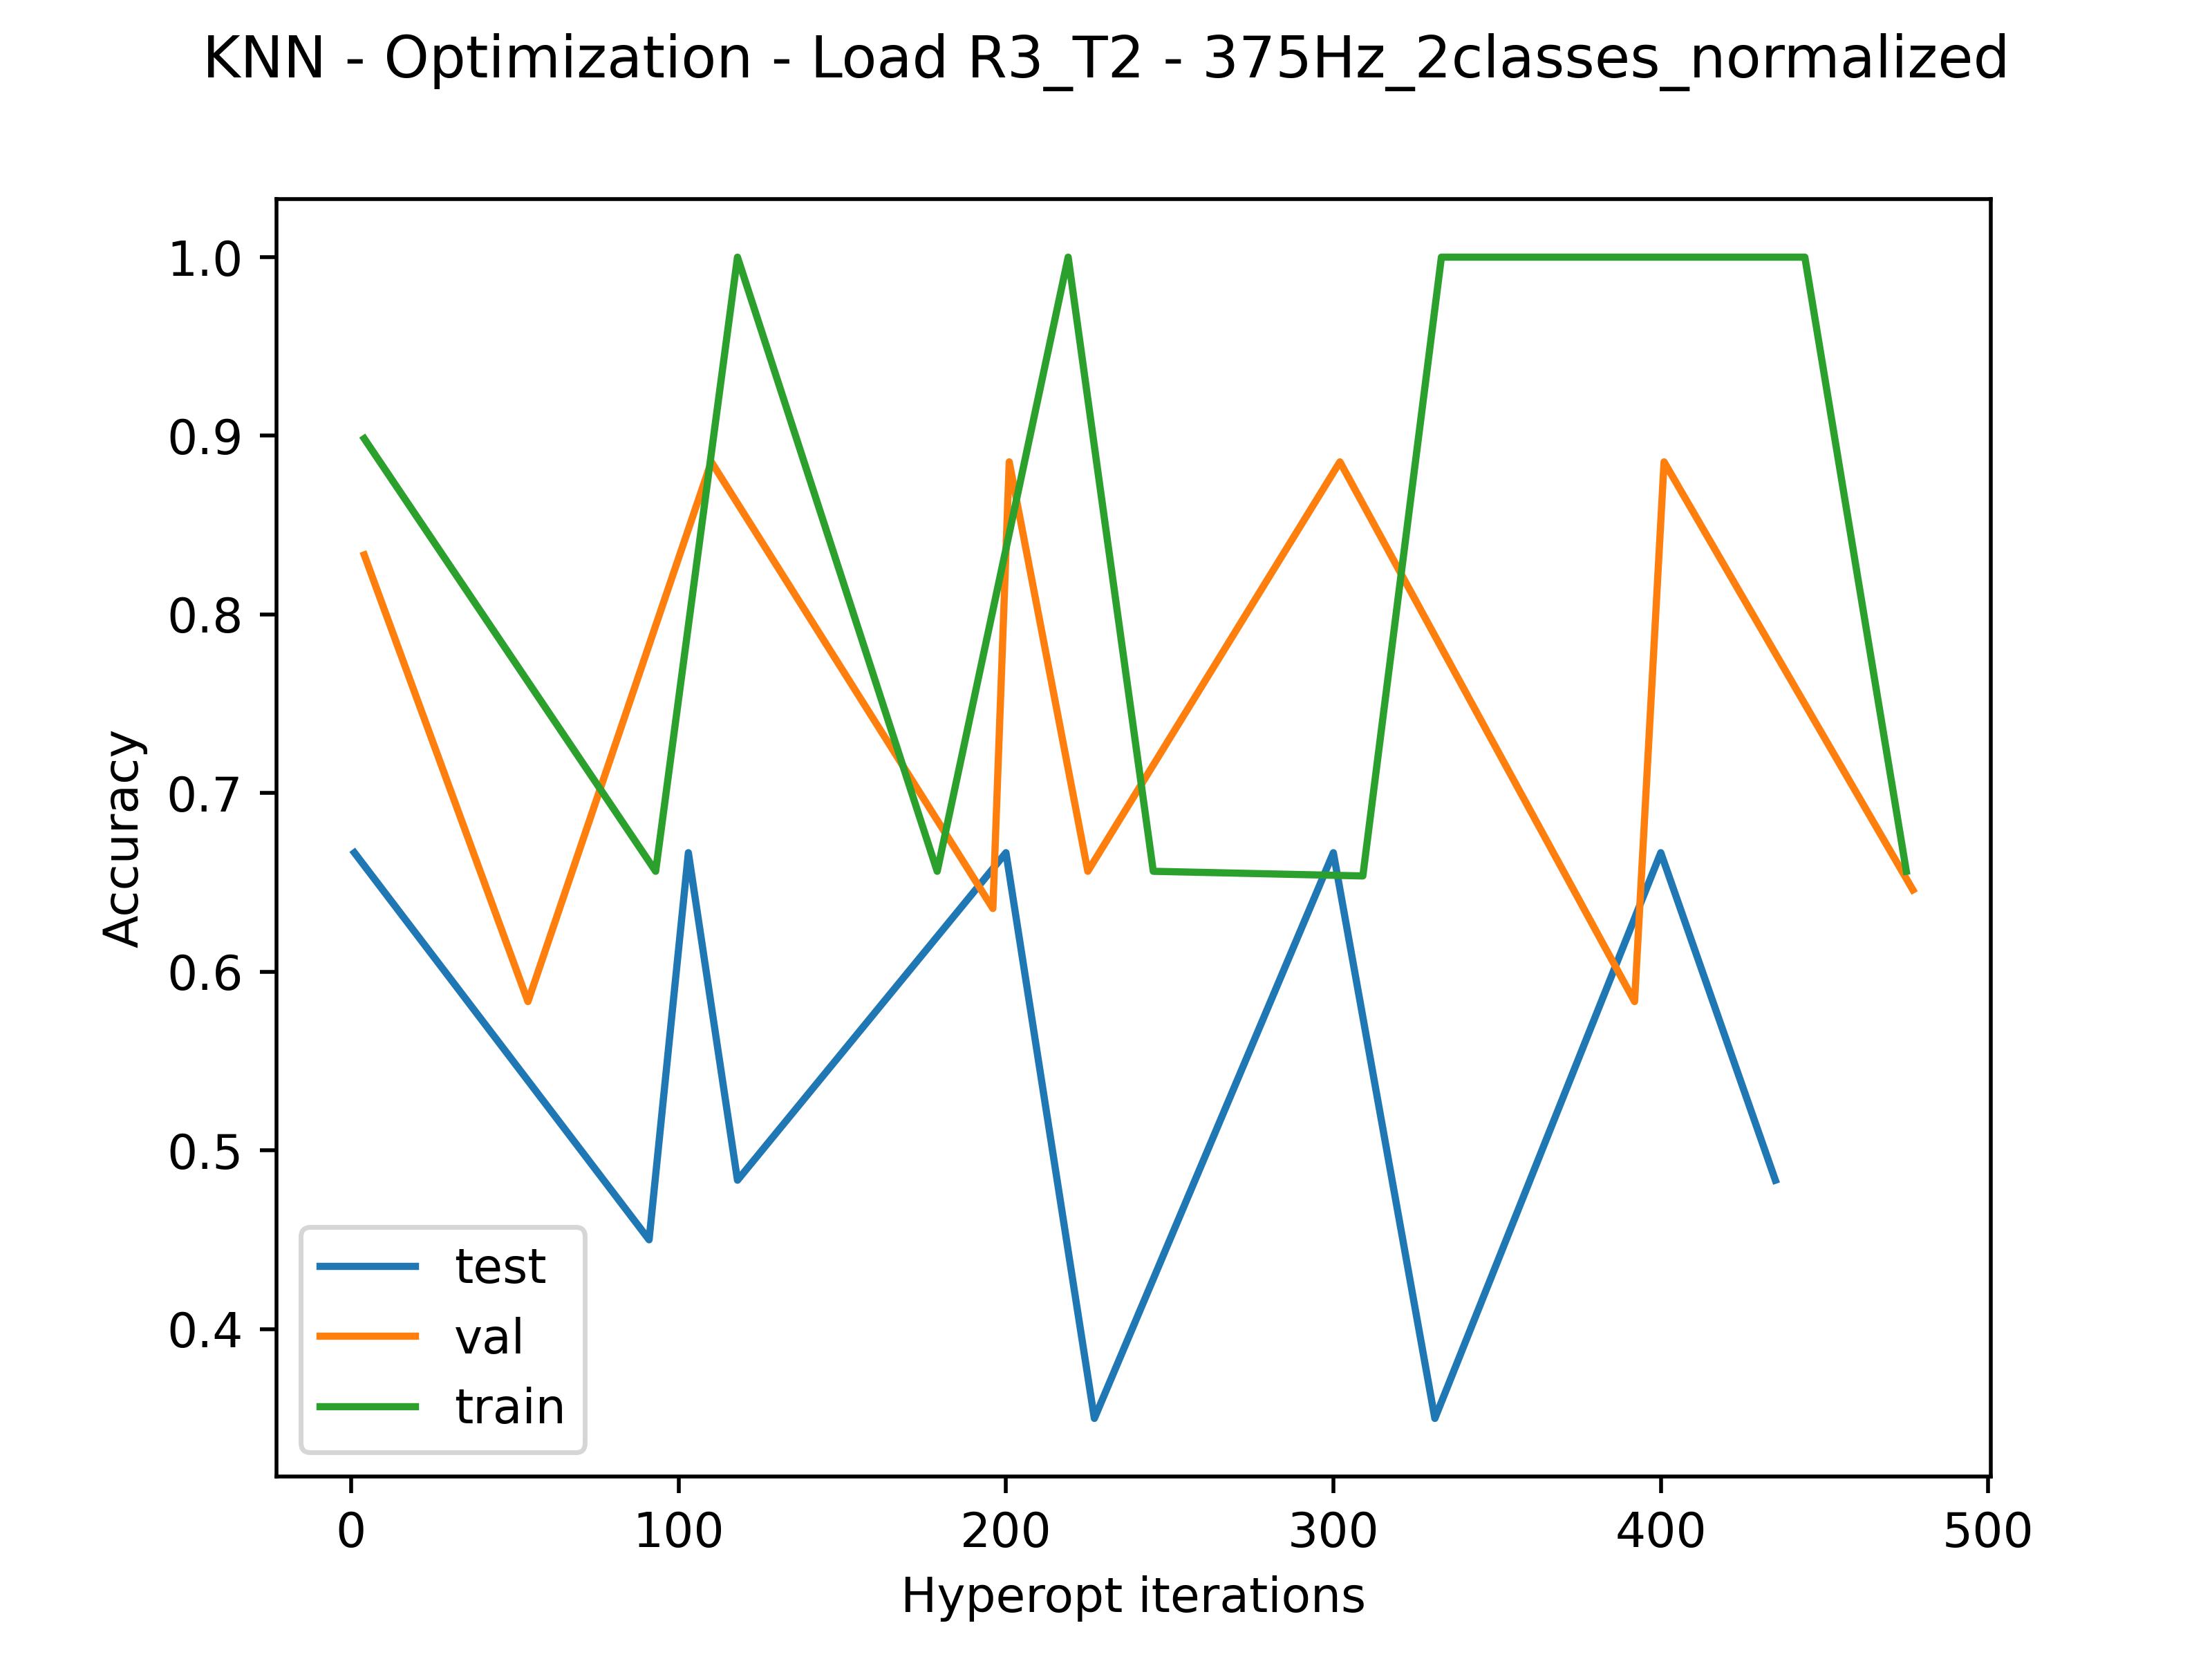 KNN - Optimization - Load R3_T2 - 375Hz_2classes_normalized
Accuracy
1.0
0.9
0.8
0.7
0.6
0.5
0.4
test
val
train
0 100 200 300 400 500
Hyperopt iterations